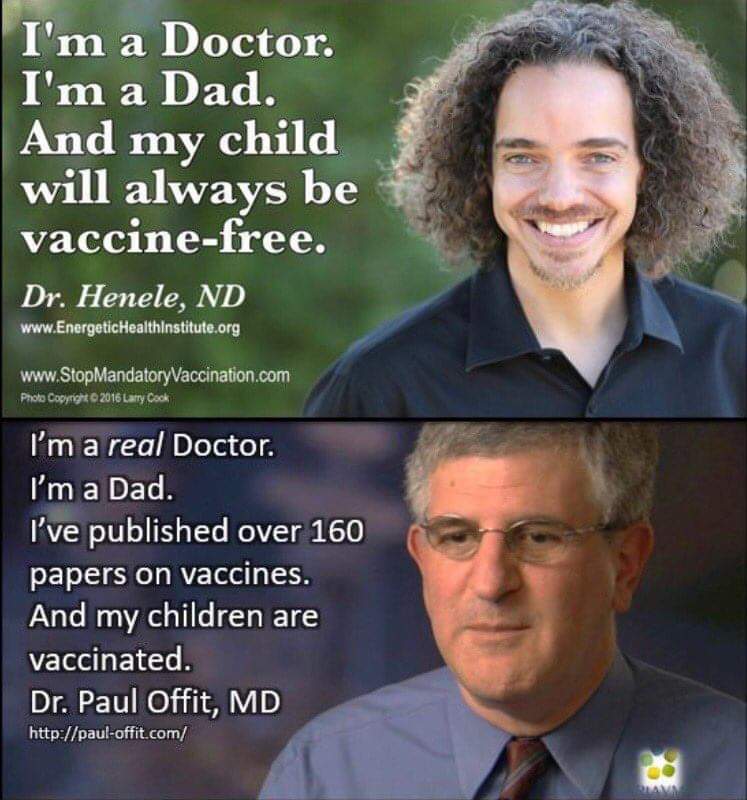 I'm a Doctor.
I'm a Dad.
And my child
will always be
vaccine-free.
Dr. Henele, ND
www.EnergeticHealthInstitute.org
www.StopMandatoryVaccination.com
Photo Copyright © 2016 Larry Cook
I'm a real Doctor.
I'm a Dad.
I've published over 160
papers on vaccines.
And my children are
vaccinated.
Dr. Paul Offit, MD
http://paul-offit.com/